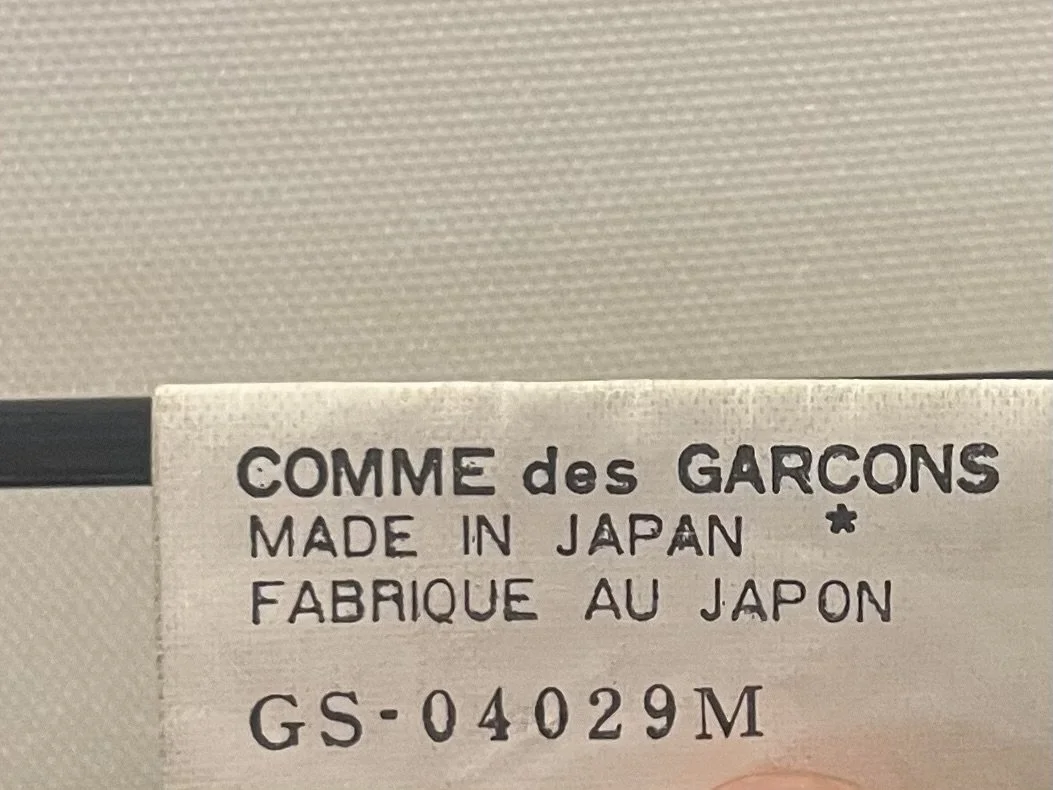 COMME des GARCONS
*
MADE IN JAPAN
FABRIQUE AU JAPON
GS-04029M